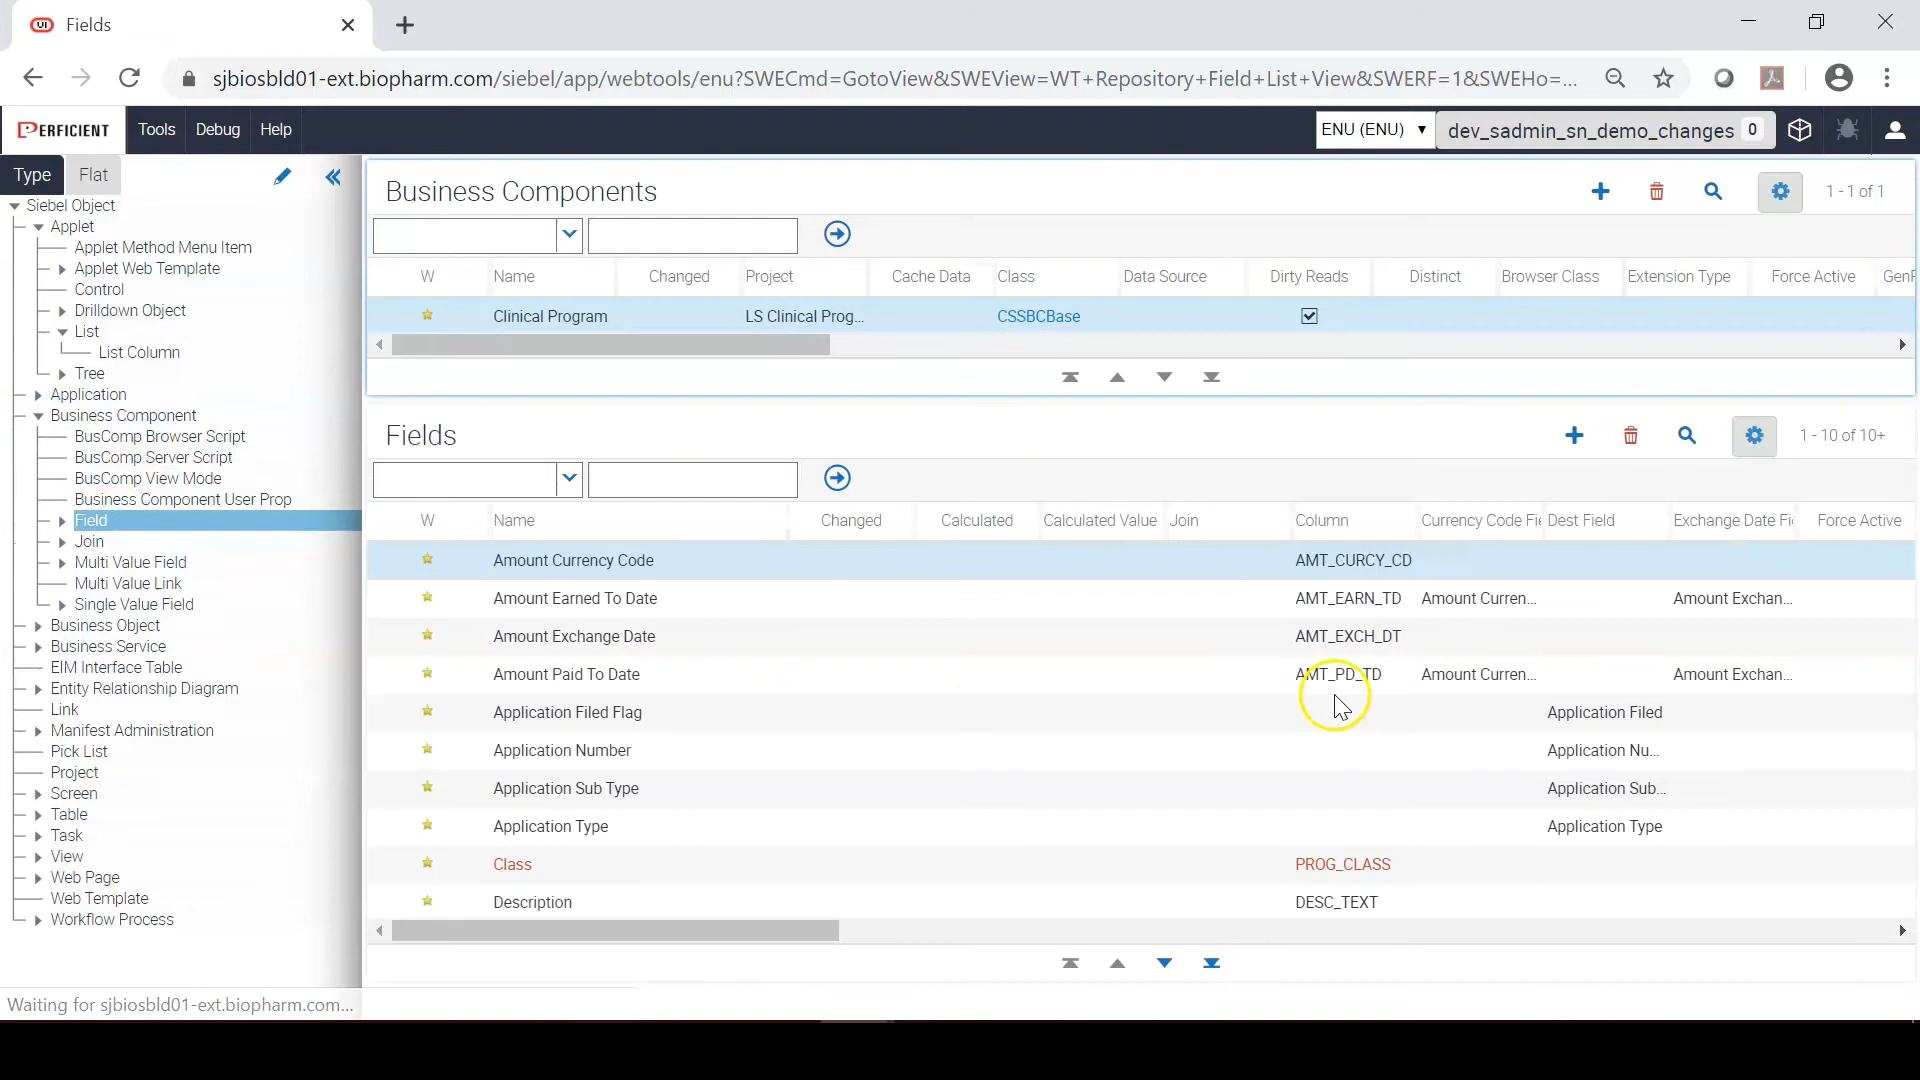 Fields
sjbiosbld01-ext.biopharm.com/siebel/app/webtools/enu?SWECmd=GotoView&SWEView=WT+Repository+Field+List+View&SWERF=1&SWEHo=...
PERFICIENT Tools Debug Help ENU (ENU) dev_sadmin_sn_demo_changes 0
Type Flat
Siebel Object
Applet
Applet Method Menu Item
Applet Web Template
Control
Drilldown Object
List
List Column
Tree
Application
Business Component
BusComp Browser Script
BusComp Server Script
BusComp View Mode
Business Component User Prop
Field
Join
Multi Value Field
Multi Value Link
Single Value Field
Business Object
Business Service
EIM Interface Table
Entity Relationship Diagram
Link
Manifest Administration
Pick List
Project
Screen
Table
Task
View
Web Page
Web Template
Workflow Process
Business Components 1 - 1 of 1
W Name Changed Project Cache Data Class Data Source Dirty Reads Distinct Browser Class Extension Type Force Active GenR
Clinical Program LS Clinical Prog... CSSBCBase
Fields 1 - 10 of 10+
W Name Changed Calculated Calculated Value Join Column Currency Code Fi Dest Field Exchange Date Fi Force Active
Amount Currency Code AMT_CURCY_CD
Amount Earned To Date AMT_EARN_TD Amount Curren... Amount Exchan...
Amount Exchange Date AMT_EXCH_DT
Amount Paid To Date AMT_PD_TD Amount Curren... Amount Exchan...
Application Filed Flag Application Filed
Application Number Application Nu...
Application Sub Type Application Sub...
Application Type Application Type
Class PROG_CLASS
Description DESC_TEXT
Waiting for sjbiosbld01-ext.biopharm.com...